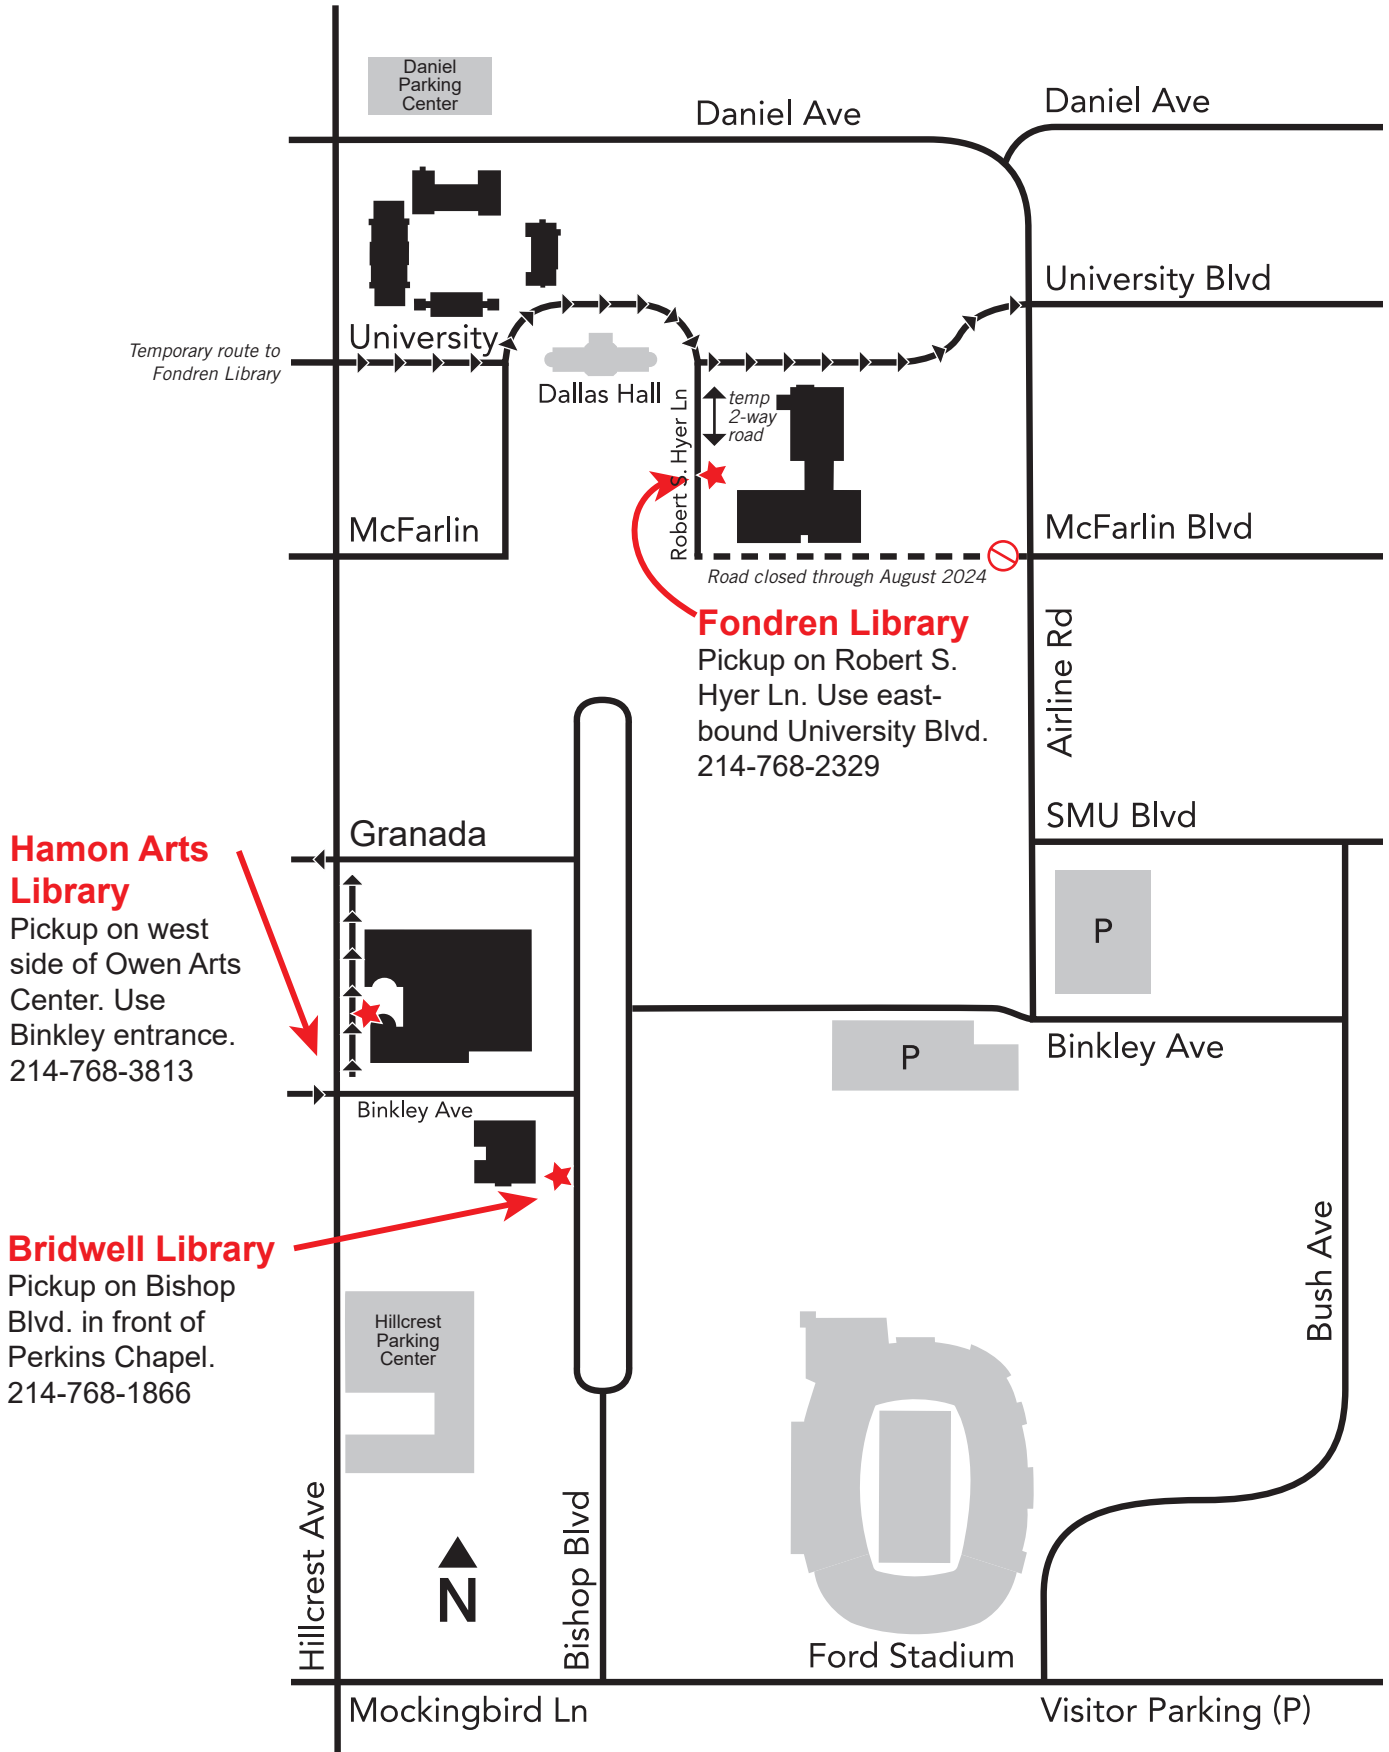 Daniel
Parking
Center
Daniel Ave
Daniel Ave
University Blvd
University
Temporary route to
Fondren Library
Dallas Hall
Robert S. Hyer Ln
temp
2-way
road
McFarlin
McFarlin Blvd
Road closed through August 2024
Fondren Library
Pickup on Robert S.
Hyer Ln. Use east-
bound University Blvd.
214-768-2329
Airline Rd
SMU Blvd
Granada
Hamon Arts
Library
Pickup on west
side of Owen Arts
Center. Use
Binkley entrance.
214-768-3813
P
P
Binkley Ave
Binkley Ave
Bridwell Library
Pickup on Bishop
Blvd. in front of
Perkins Chapel.
214-768-1866
Bush Ave
Hillcrest
Parking
Center
Hillcrest Ave
N
Bishop Blvd
Ford Stadium
Mockingbird Ln
Visitor Parking (P)